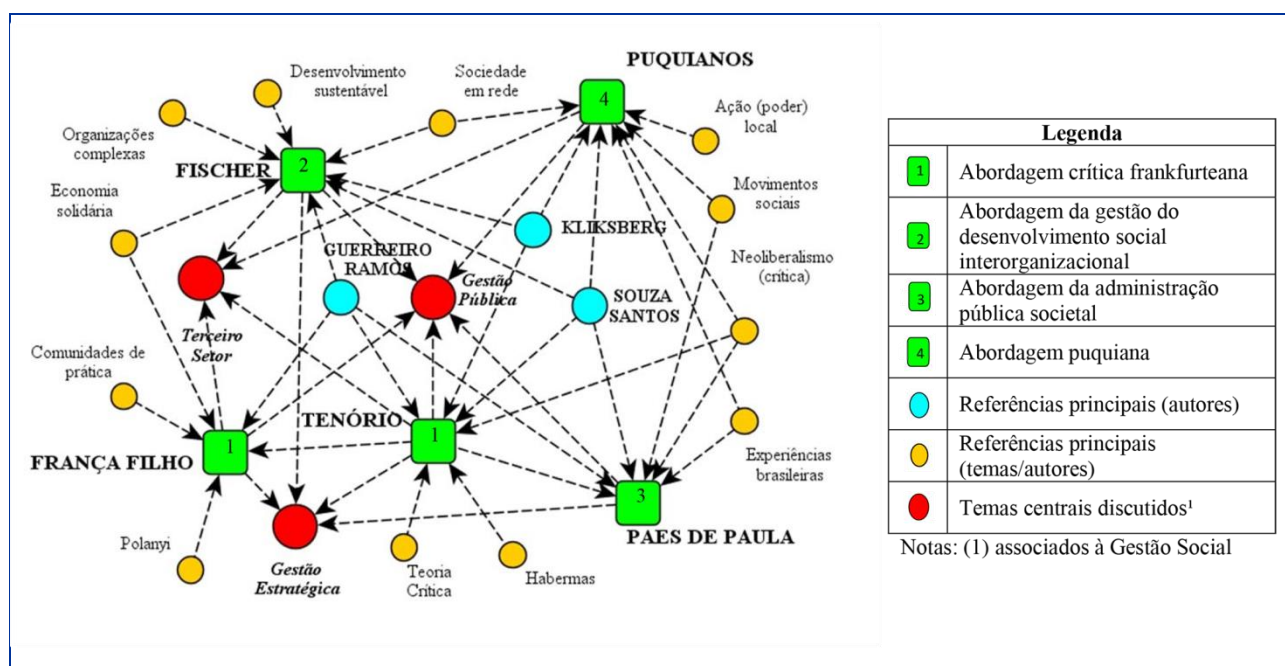 PUQUIANOS
4
Desenvolvimento
sustentável
Sociedade
em rede
Ação (poder)
local
Organizações
complexas
FISCHER
2
Economia
solidária
Movimentos
sociais
KLIKSBERG
GUERREIRO
RAMOS
Neoliberalismo
(crítica)
Gestão
Pública
SOUZA
SANTOS
Terceiro
Setor
Comunidades de
prática
TENÓRIO
1
FRANÇA FILHO
1
Experiências
brasileiras
3
PAES DE PAULA
Polanyi
Gestão
Estratégica
Teoria
Crítica
Habermas
Legenda
1 Abordagem crítica frankfurteana
2 Abordagem da gestão do
desenvolvimento social
interorganizacional
3 Abordagem da administração
pública societal
4 Abordagem puquiana
Referências principais (autores)
Referências principais
(temas/autores)
Temas centrais discutidos¹
Notas: (1) associados à Gestão Social